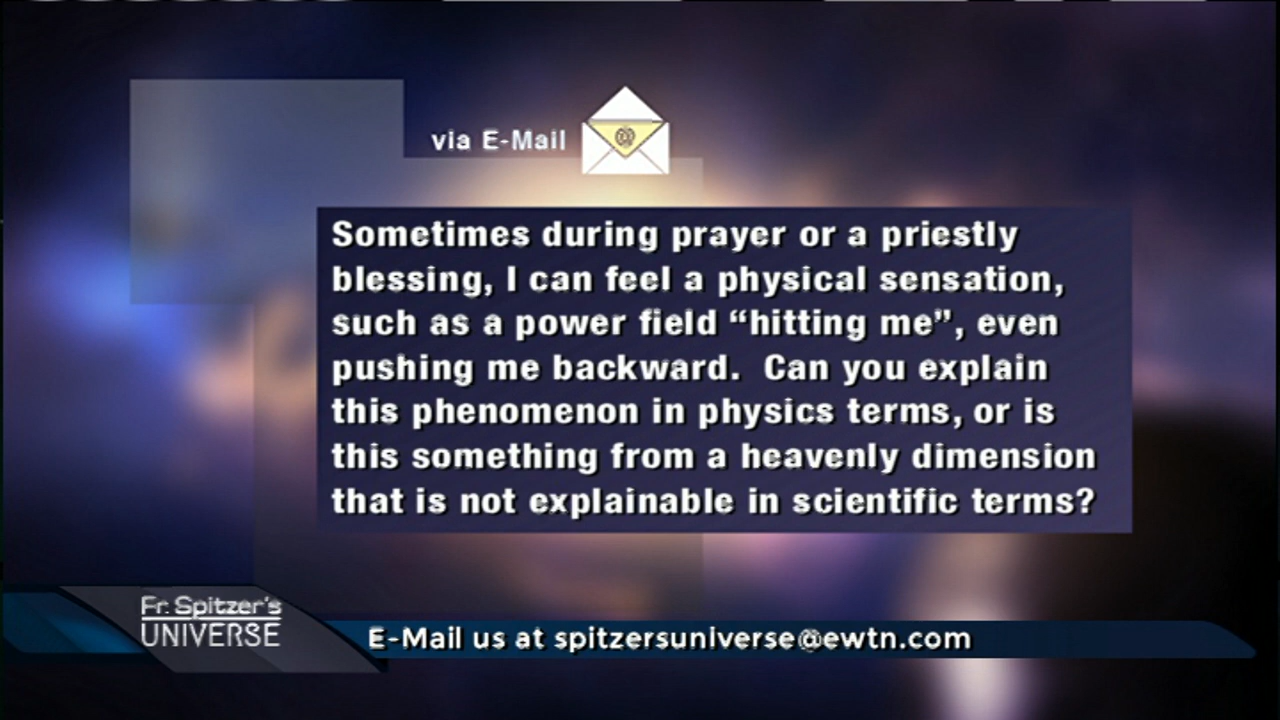 via E-Mail
@
Sometimes during prayer or a priestly
blessing, I can feel a physical sensation,
such as a power field “hitting me”, even
pushing me backward. Can you explain
this phenomenon in physics terms, or is
this something from a heavenly dimension
that is not explainable in scientific terms?
Fr. Spitzer's
UNIVERSE
E-Mail us at spitzersuniverse@ewtn.com